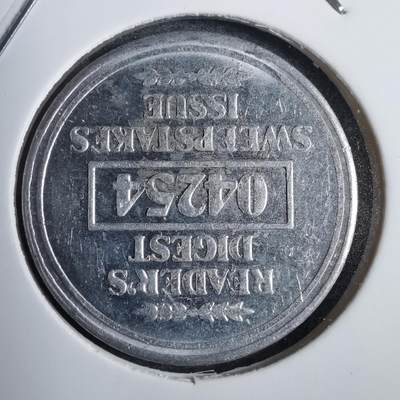 READER'S
DIGEST
04254
SWEEPSTAKES
ISSUE